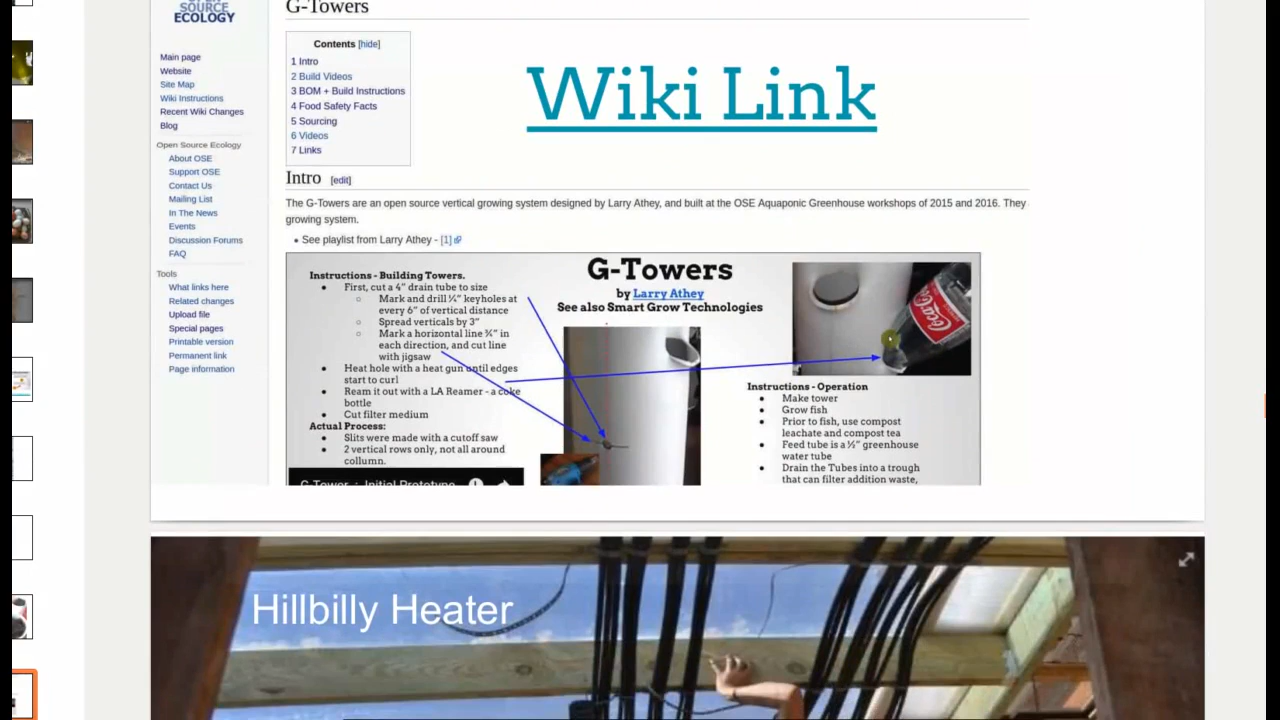 OPEN
SOURCE
ECOLOGY
Main page
Website
Site Map
Wiki Instructions
Recent Wiki Changes
Blog
Open Source Ecology
About OSE
Support OSE
Contact Us
Mailing List
In The News
Events
Discussion Forums
FAQ
Tools
What links here
Related changes
Upload file
Special pages
Printable version
Permanent link
Page information
G-Towers
Contents [hide]
1 Intro
2 Build Videos
3 BOM + Build Instructions
4 Food Safety Facts
5 Sourcing
6 Videos
7 Links
Wiki Link
Intro [edit]
The G-Towers are an open source vertical growing system designed by Larry Athey, and built at the OSE Aquaponic Greenhouse workshops of 2015 and 2016. They
growing system.
• See playlist from Larry Athey - [1]
Instructions - Building Towers.
● First, cut a 4” drain tube to size
○ Mark and drill ¼” keyholes at
every 6” of vertical distance
○ Spread verticals by 3”
○ Mark a horizontal line ¾” in
each direction, and cut line
with jigsaw
● Heat hole with a heat gun until edges
start to curl
● Ream it out with a LA Reamer - a coke
bottle
● Cut filter medium
Actual Process:
● Slits were made with a cutoff saw
● 2 vertical rows only, not all around
collumn.
G-Tower : Initial Prototype
G-Towers
by Larry Athey
See also Smart Grow Technologies
Coca-Cola
Instructions - Operation
● Make tower
● Grow fish
● Prior to fish, use compost
leachate and compost tea
● Feed tube is a ½” greenhouse
water tube
● Drain the Tubes into a trough
that can filter addition waste,
Hillbilly Heater